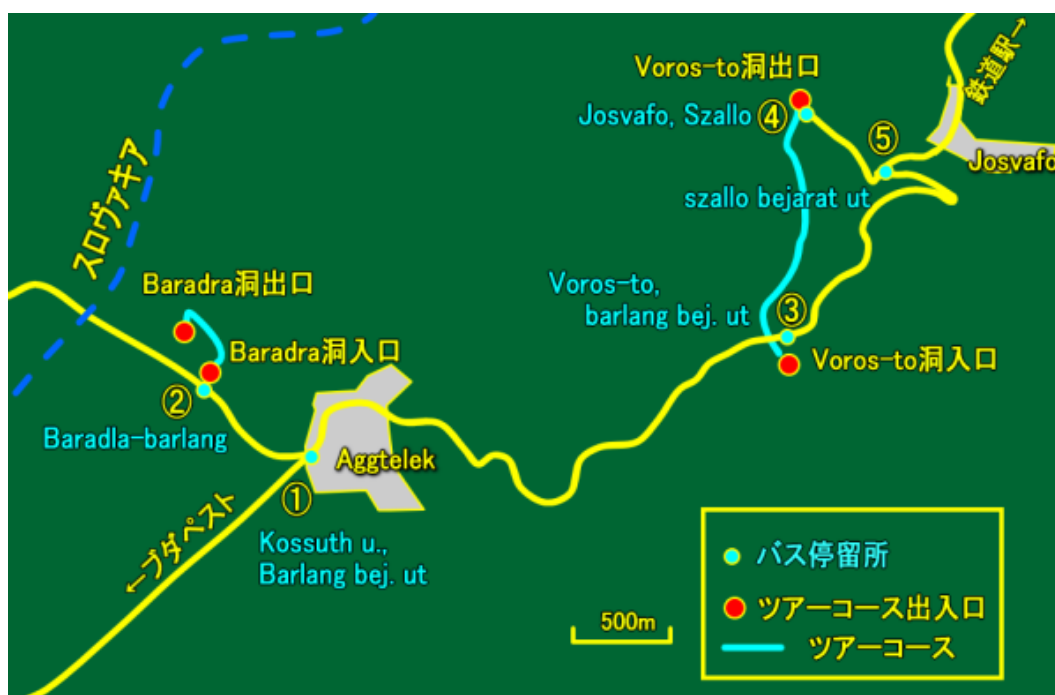 Voros-to洞出口
鉄道駅→
Josvafo, Szallo ④
⑤
Josvafo
スロヴァキア
szallo bejarat ut
Baradra洞出口
Voros-to,
barlang bej. ut ③
Baradra洞入口
Voros-to洞入口
②
Baradla-barlang
Aggtelek
①
←ブダペスト
Kossuth u.,
Barlang bej. ut
500m
バス停留所
ツアーコース出入口
ツアーコース